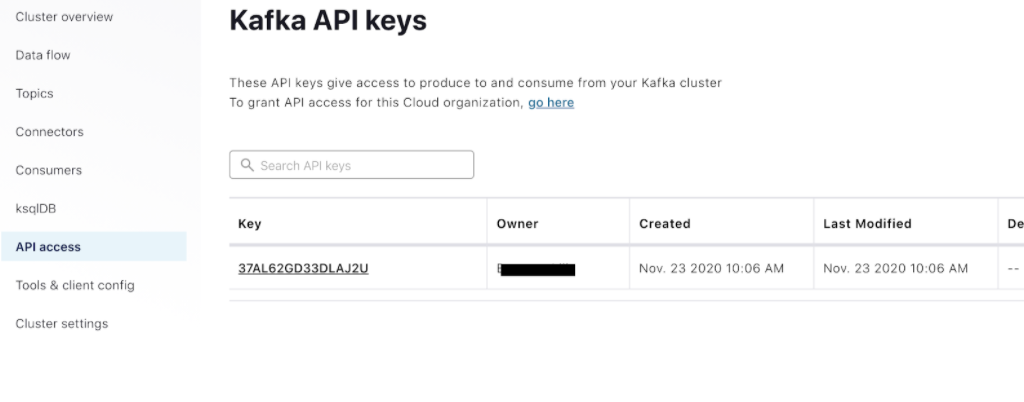 Cluster overview
Data flow
Topics
Connectors
Consumers
ksqlDB
API access
Tools & client config
Cluster settings
Kafka API keys
These API keys give access to produce to and consume from your Kafka cluster
To grant API access for this Cloud organization, go here
Search API keys
Key Owner Created Last Modified De
37AL62GD33DLAJ2U Nov. 23 2020 10:06 AM Nov. 23 2020 10:06 AM --